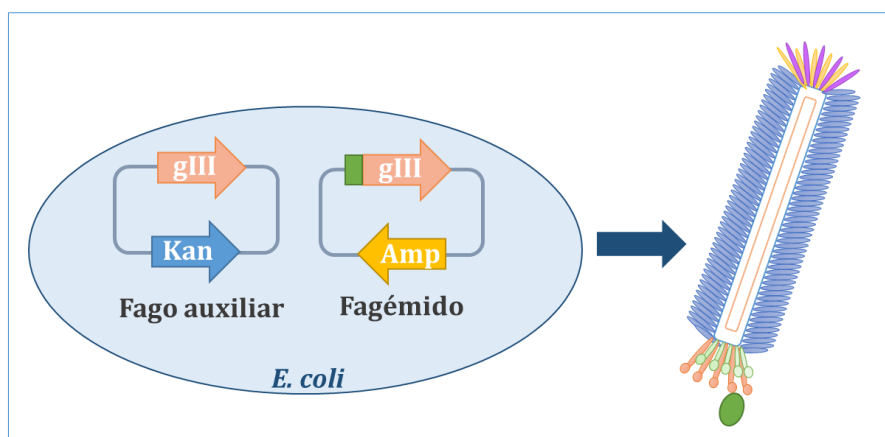 gIII
gIII
Kan
Amp
Fago auxiliar
Fagémido
E. coli